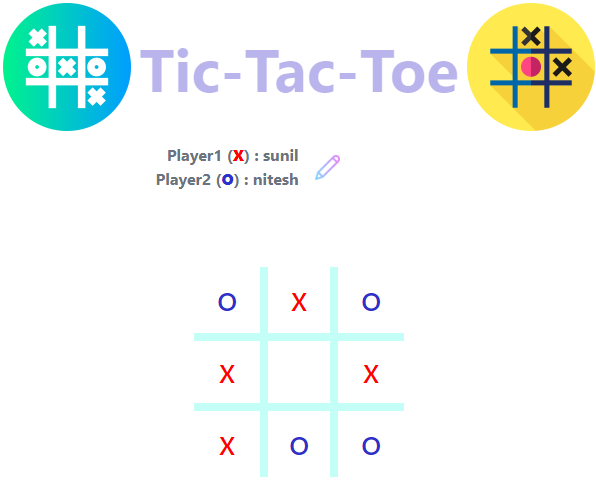 Tic-Tac-Toe
Player1 (X) : sunil
Player2 (O) : nitesh
O X O
X X
X O O